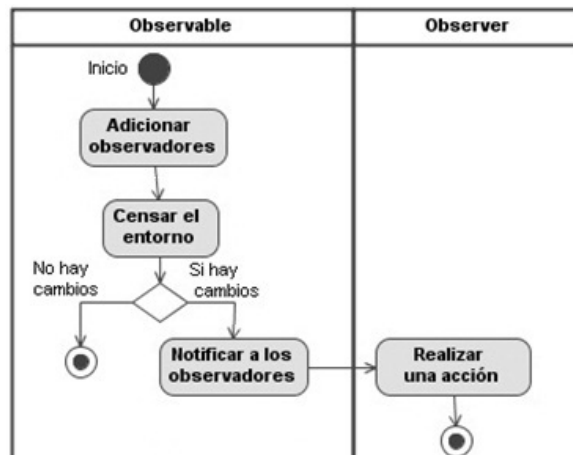 Observable
Observer
Inicio
Adicionar
observadores
Censar el
entorno
No hay
cambios
Si hay
cambios
Notificar a los
observadores
Realizar
una acción